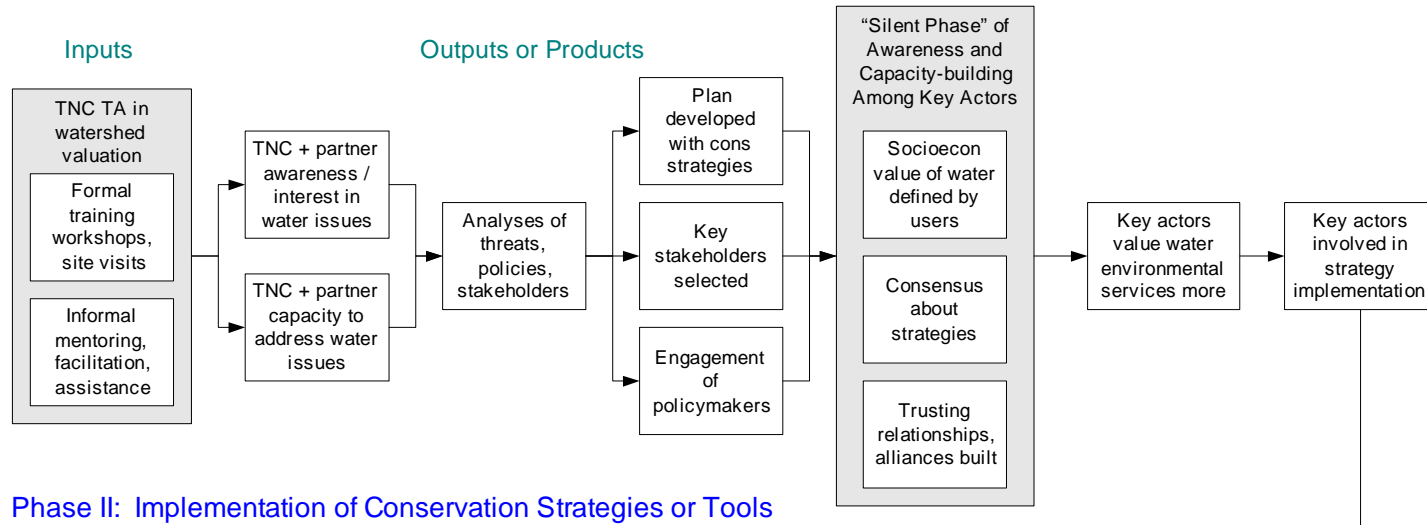 Inputs
Outputs or Products
TNC TA in
watershed
valuation
Formal
training
workshops,
site visits
Informal
mentoring,
facilitation,
assistance
TNC + partner
awareness /
interest in
water issues
TNC + partner
capacity to
address water
issues
Analyses of
threats,
policies,
stakeholders
Plan
developed
with cons
strategies
Key
stakeholders
selected
Engagement
of
policymakers
“Silent Phase” of
Awareness and
Capacity-building
Among Key Actors
Socioecon
value of water
defined by
users
Consensus
about
strategies
Trusting
relationships,
alliances built
Key actors
value water
environmental
services more
Key actors
involved in
strategy
implementation
Phase II: Implementation of Conservation Strategies or Tools